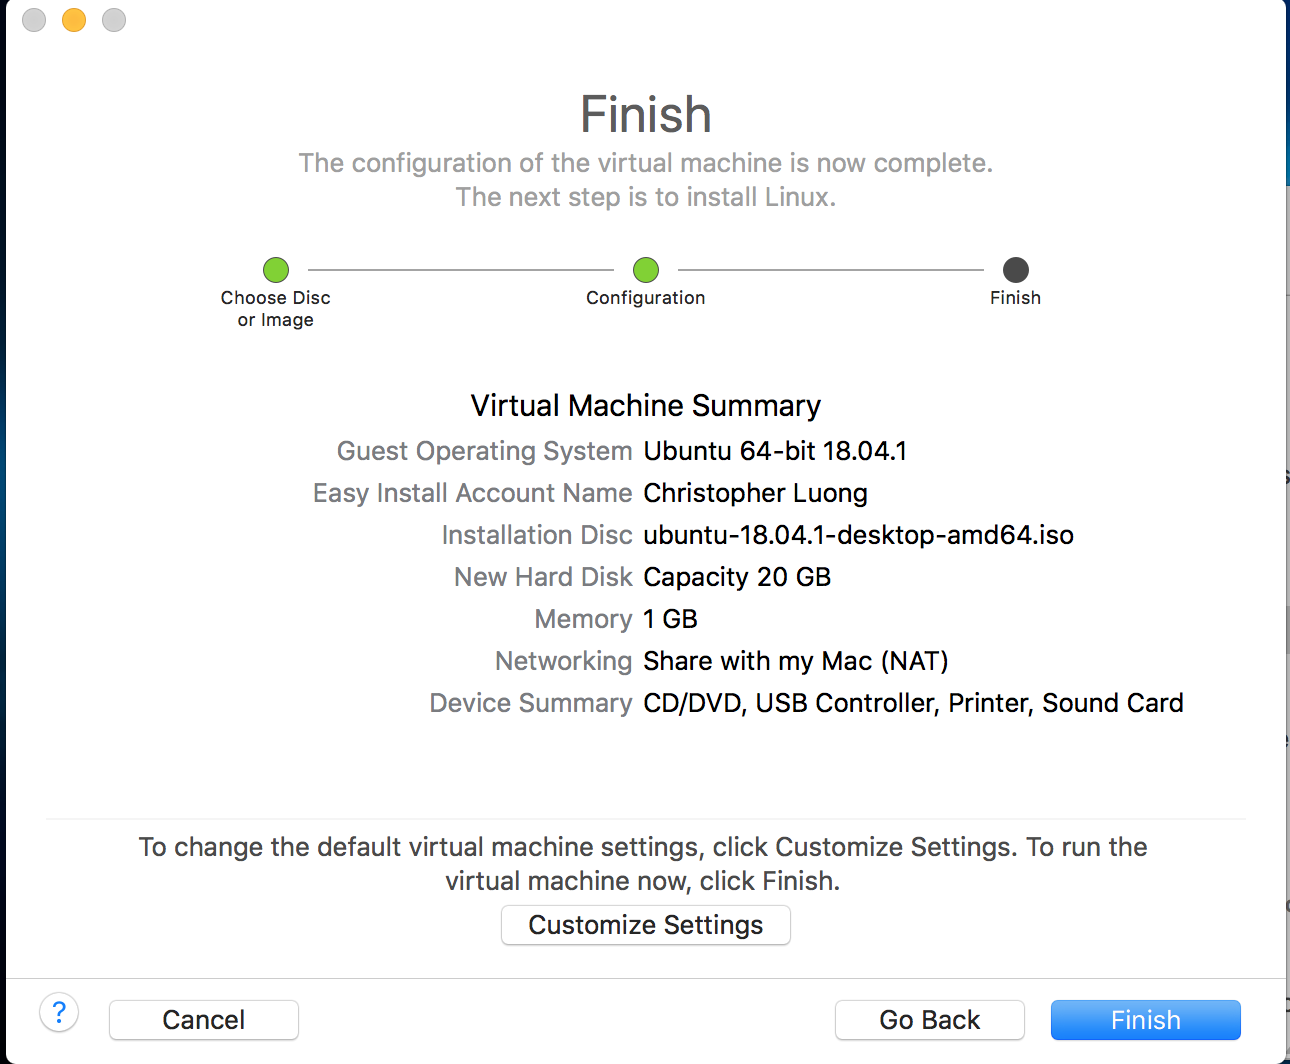 Finish
The configuration of the virtual machine is now complete.
The next step is to install Linux.
Choose Disc
or Image
Configuration
Finish
Virtual Machine Summary
Guest Operating System Ubuntu 64-bit 18.04.1
Easy Install Account Name Christopher Luong
Installation Disc ubuntu-18.04.1-desktop-amd64.iso
New Hard Disk Capacity 20 GB
Memory 1 GB
Networking Share with my Mac (NAT)
Device Summary CD/DVD, USB Controller, Printer, Sound Card
To change the default virtual machine settings, click Customize Settings. To run the
virtual machine now, click Finish.
Customize Settings
? Cancel Go Back Finish